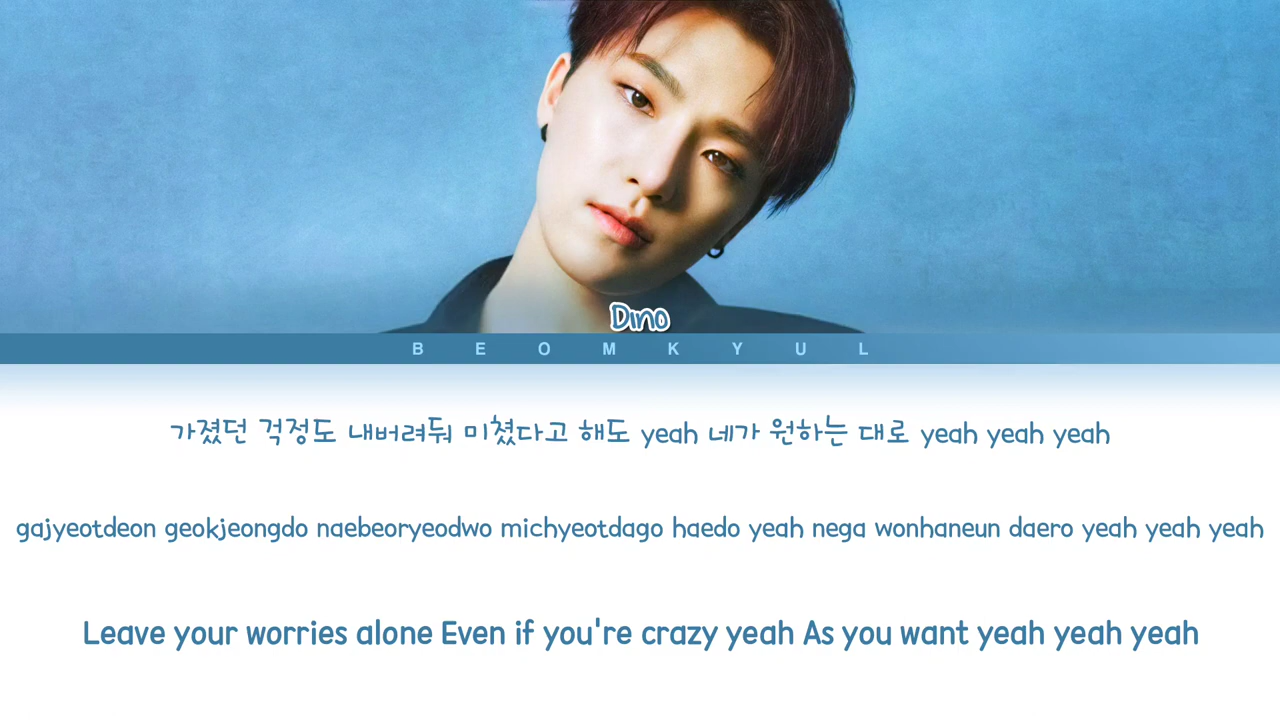 Dino
BEOMKYUL
가졌던 걱정도 내버려둬 미쳤다고 해도 yeah 네가 원하는 대로 yeah yeah yeah
gajyeotdeon geokjeongdo naebeoryeodwo michyeotdago haedo yeah nega wonhaneun daero yeah yeah yeah
Leave your worries alone Even if you're crazy yeah As you want yeah yeah yeah